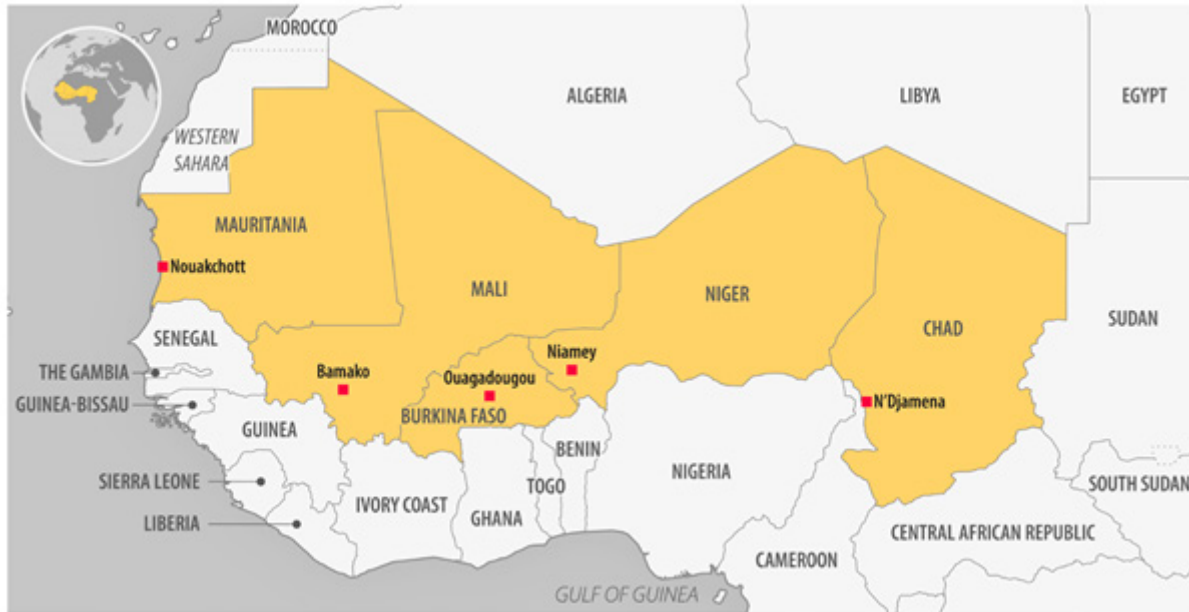 MOROCCO
ALGERIA
LIBYA
EGYPT
WESTERN
SAHARA
MAURITANIA
Nouakchott
MALI
NIGER
CHAD
SUDAN
SENEGAL
THE GAMBIA
GUINEA-BISSAU
Bamako
Ouagadougou
Niamey
N'Djamena
BURKINA FASO
GUINEA
BENIN
NIGERIA
SIERRA LEONE
IVORY COAST
TOGO
GHANA
LIBERIA
SOUTH SUDAN
CENTRAL AFRICAN REPUBLIC
CAMEROON
GULF OF GUINEA